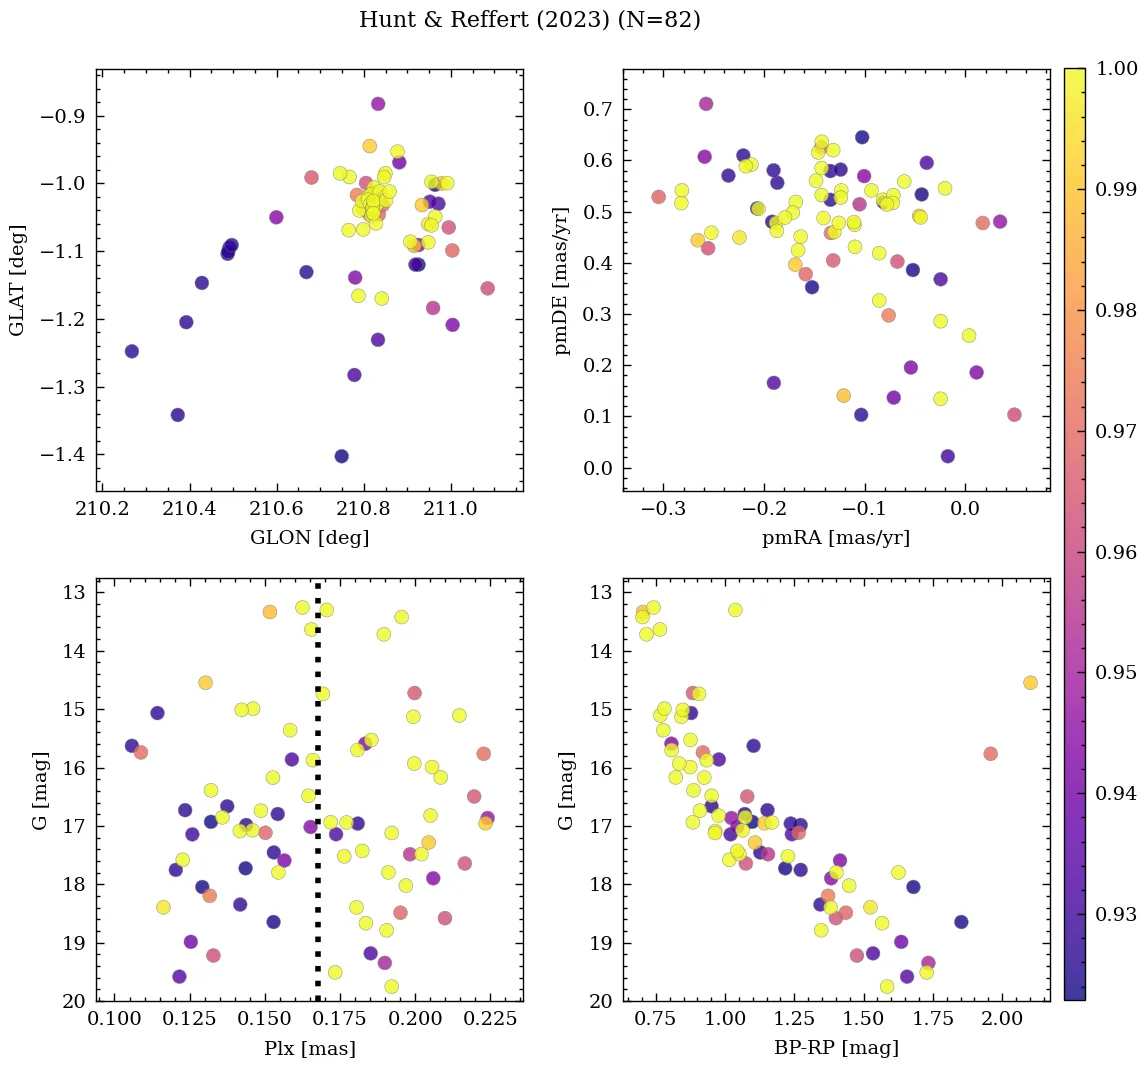 Hunt & Reffert (2023) (N=82)
−0.9
−1.0
−1.1
−1.2
−1.3
−1.4
GLAT [deg]
210.2 210.4 210.6 210.8 211.0
GLON [deg]
0.7
0.6
0.5
0.4
0.3
0.2
0.1
0.0
pmDE [mas/yr]
−0.3 −0.2 −0.1 0.0
pmRA [mas/yr]
13
14
15
16
17
18
19
20
G [mag]
0.100 0.125 0.150 0.175 0.200 0.225
Plx [mas]
13
14
15
16
17
18
19
20
G [mag]
0.75 1.00 1.25 1.50 1.75 2.00
BP-RP [mag]
1.00
0.99
0.98
0.97
0.96
0.95
0.94
0.93